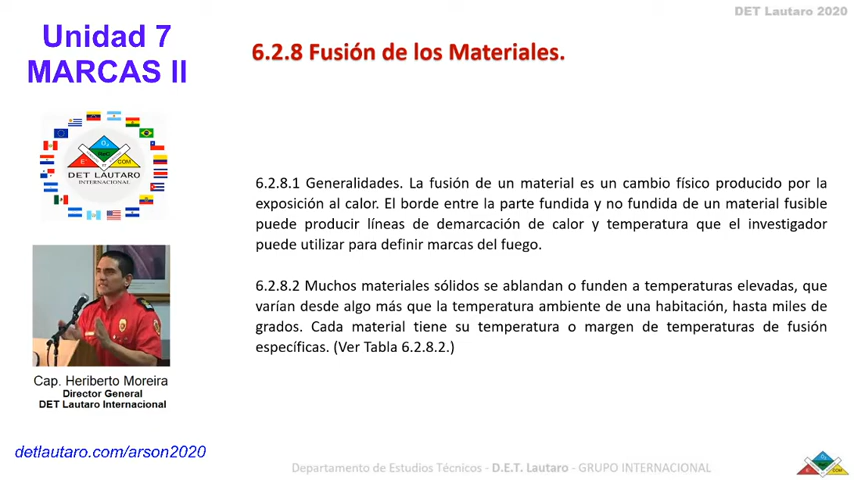 DET Lautaro 2020
Unidad 7
MARCAS II
6.2.8 Fusión de los Materiales.
DET LAUTARO
INTERNACIONAL
6.2.8.1 Generalidades. La fusión de un material es un cambio físico producido por la
exposición al calor. El borde entre la parte fundida y no fundida de un material fusible
puede producir líneas de demarcación de calor y temperatura que el investigador
puede utilizar para definir marcas del fuego.
6.2.8.2 Muchos materiales sólidos se ablandan o funden a temperaturas elevadas, que
varían desde algo más que la temperatura ambiente de una habitación, hasta miles de
grados. Cada material tiene su temperatura o margen de temperaturas de fusión
específicas. (Ver Tabla 6.2.8.2.)
Cap. Heriberto Moreira
Director General
DET Lautaro Internacional
detlautaro.com/arson2020
Departamento de Estudios Técnicos - D.E.T. Lautaro - GRUPO INTERNACIONAL